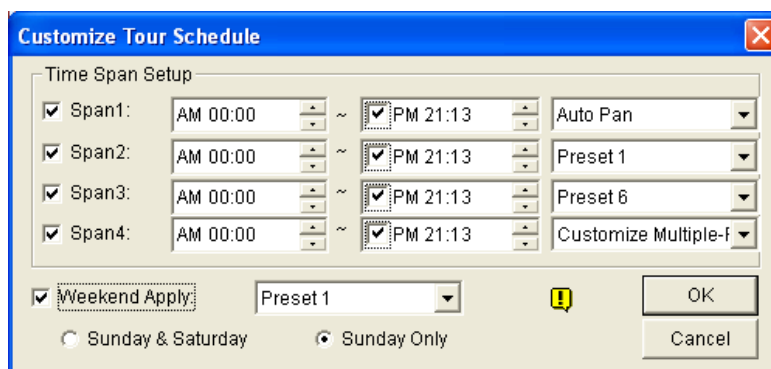 Customize Tour Schedule
Time Span Setup
Span1: AM 00:00 ~ PM 21:13 Auto Pan
Span2: AM 00:00 ~ PM 21:13 Preset 1
Span3: AM 00:00 ~ PM 21:13 Preset 6
Span4: AM 00:00 ~ PM 21:13 Customize Multiple-
Weekend Apply: Preset 1 OK
Sunday & Saturday Sunday Only Cancel